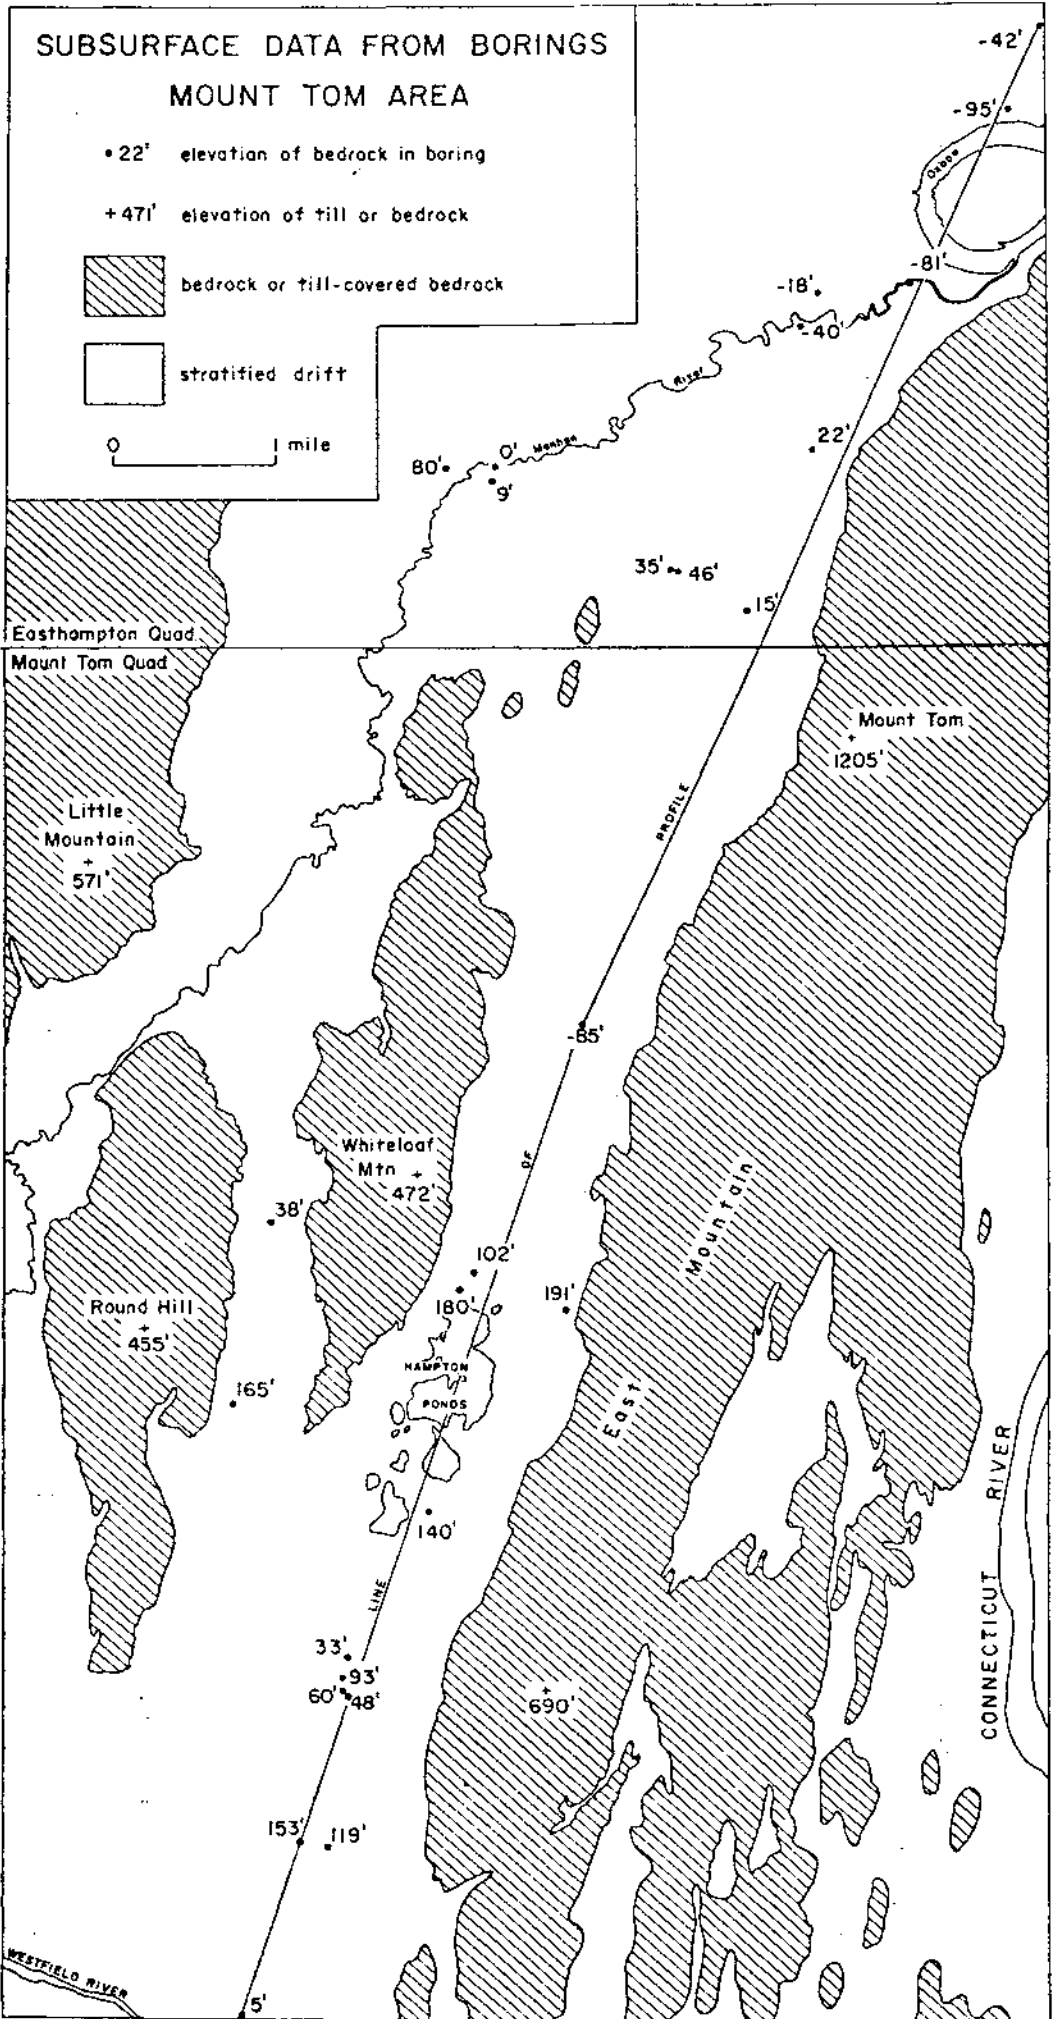 SUBSURFACE DATA FROM BORINGS
MOUNT TOM AREA
22' elevation of bedrock in boring
+471' elevation of till or bedrock
bedrock or till-covered bedrock
stratified drift
0 1 mile
-42'
-95'
Oxbow
-81'
-18'
-40'
Manhan River
22'
80'
0'
9'
35'
46'
15'
Easthampton Quad.
Mount Tom Quad
Mount Tom
+
1205'
Little
Mountain
+
571'
-85'
Whiteloaf
Mtn +
472'
38'
102'
180'
191'
East Mountain
Round Hill
+
455'
HAMPTON
PONDS
165'
140'
LINE OF PROFILE
CONNECTICUT RIVER
33'
93'
60'
48'
+
690'
153'
119'
WESTFIELD RIVER
5'